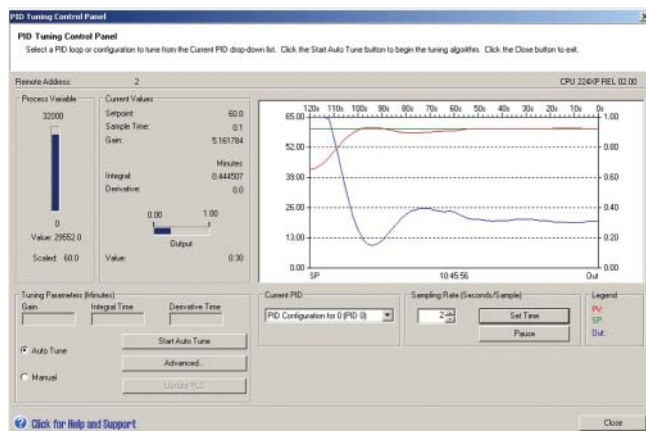 PID Tuning Control Panel
PID Tuning Control Panel
Select a PID loop or configuration to tune from the Current PID drop-down list. Click the Start Auto Tune button to begin the tuning algorithm. Click the Close button to exit.
Remote Address: 2 CPU 224XP REL 02.00
Process Variable
32000
0
Value: 29552.0
Scaled: 60.0
Current Values
Setpoint 60.0
Sample Time: 0.1
Gain: 5.161784
Minutes
Integral: 0.444507
Derivative: 0.0
0.00 1.00
Output
Value: 0.30
120s 110s 100s 90s 80s 70s 60s 50s 40s 30s 20s 10s 0s
65.00 1.00
52.00 0.80
39.00 0.60
26.00 0.40
13.00 0.20
0.00 0.00
SP 10:45:56 Out
Tuning Parameters (Minutes)
Gain Integral Time Derivative Time
Auto Tune
Manual
Start Auto Tune
Advanced...
Update PLC
Current PID
PID Configuration for 0 (PID 0)
Sampling Rate (Seconds/Sample)
2
Set Time
Pause
Legend
PV:
SP:
Out:
Click for Help and Support
Close